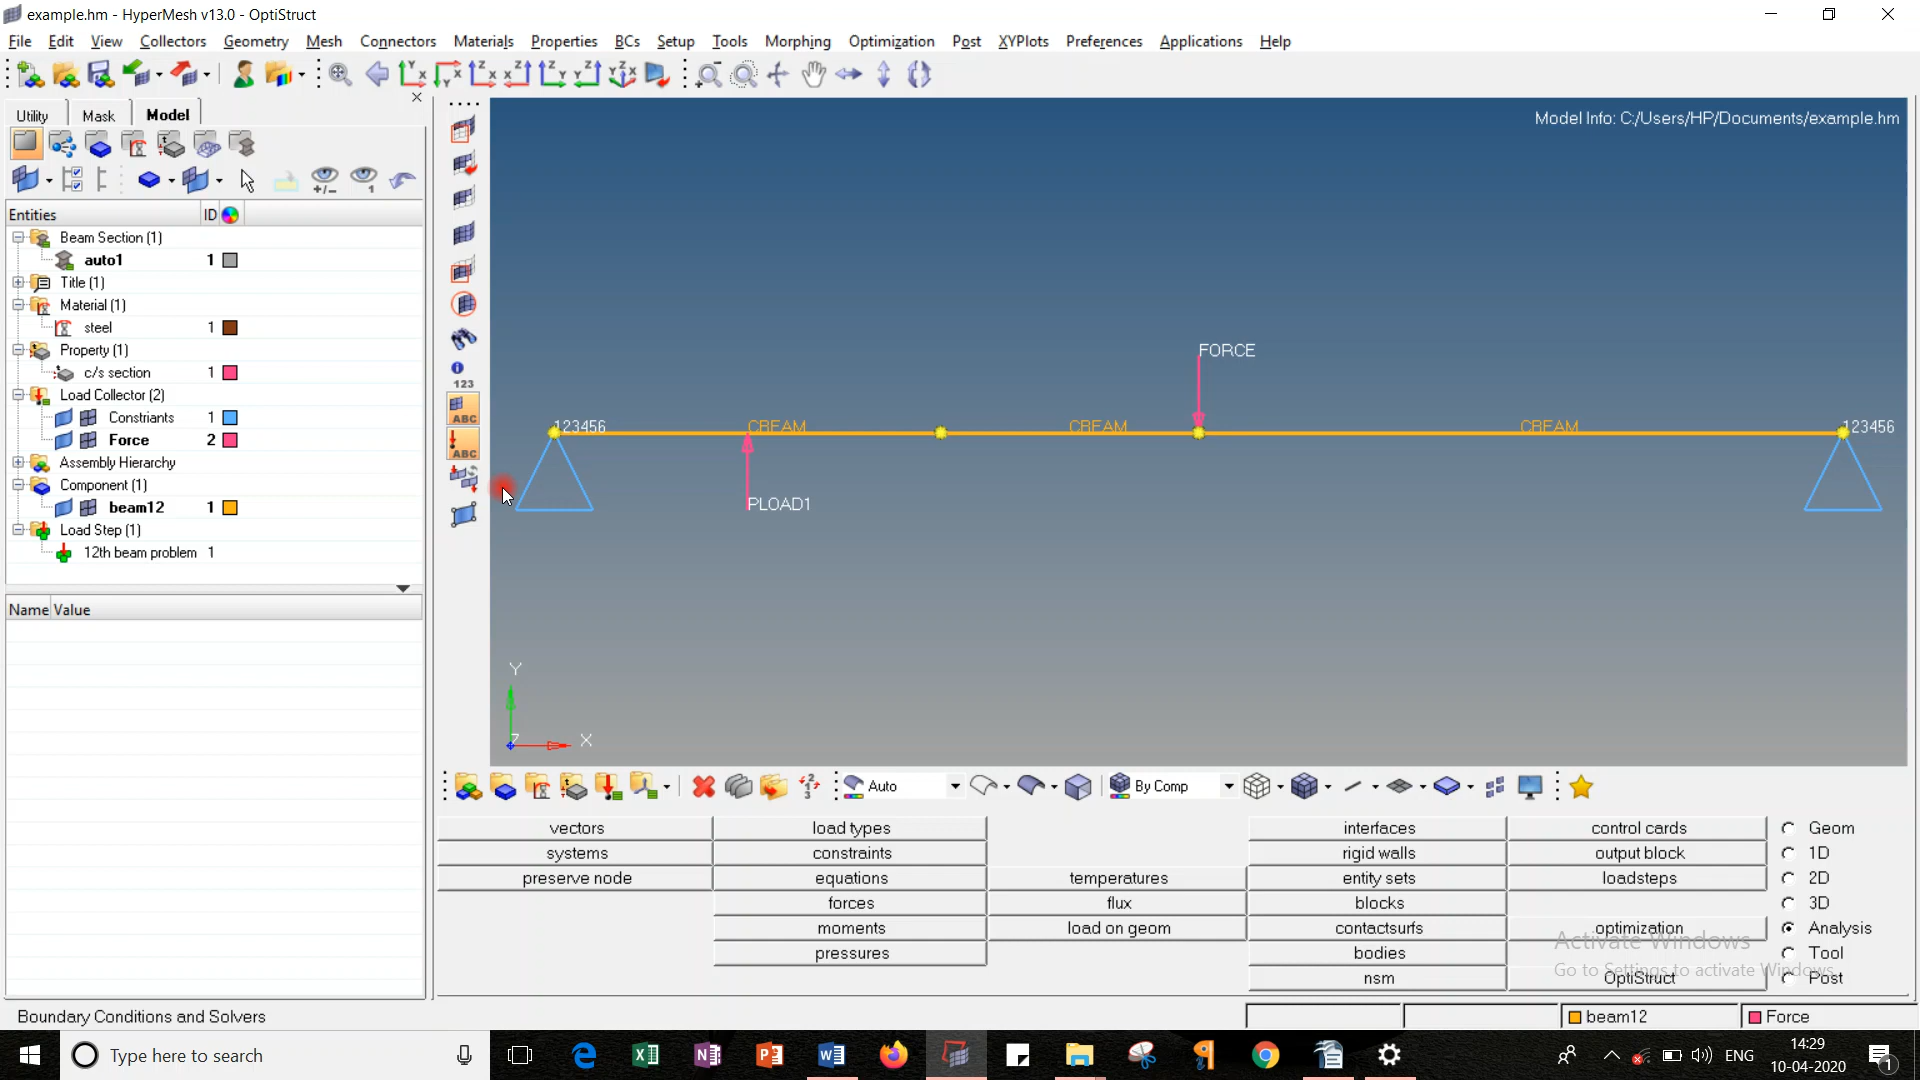 example.hm - HyperMesh v13.0 - OptiStruct
File Edit View Collectors Geometry Mesh Connectors Materials Properties BCs Setup Tools Morphing Optimization Post XYPlots Preferences Applications Help
Utility Mask Model
Entities ID
Beam Section (1)
auto1 1
Title (1)
Material (1)
steel 1
Property (1)
c/s section 1
Load Collector (2)
Constriants 1
Force 2
Assembly Hierarchy
Component (1)
beam12 1
Load Step (1)
12th beam problem 1
Name Value
123
ABC
ABC
Model Info: C:/Users/HP/Documents/example.hm
FORCE
123456 CBEAM CBEAM CBEAM 123456
PLOAD1
Y
Z X
Auto By Comp
vectors load types interfaces control cards Geom
systems constraints rigid walls output block 1D
preserve node equations temperatures entity sets loadsteps 2D
forces flux blocks 3D
moments load on geom contactsurfs optimization Analysis
pressures bodies Tool
nsm OptiStruct Post
Activate Windows
Go to Settings to activate Windows.
Boundary Conditions and Solvers beam12 Force
Type here to search
ENG
14:29
10-04-2020
1